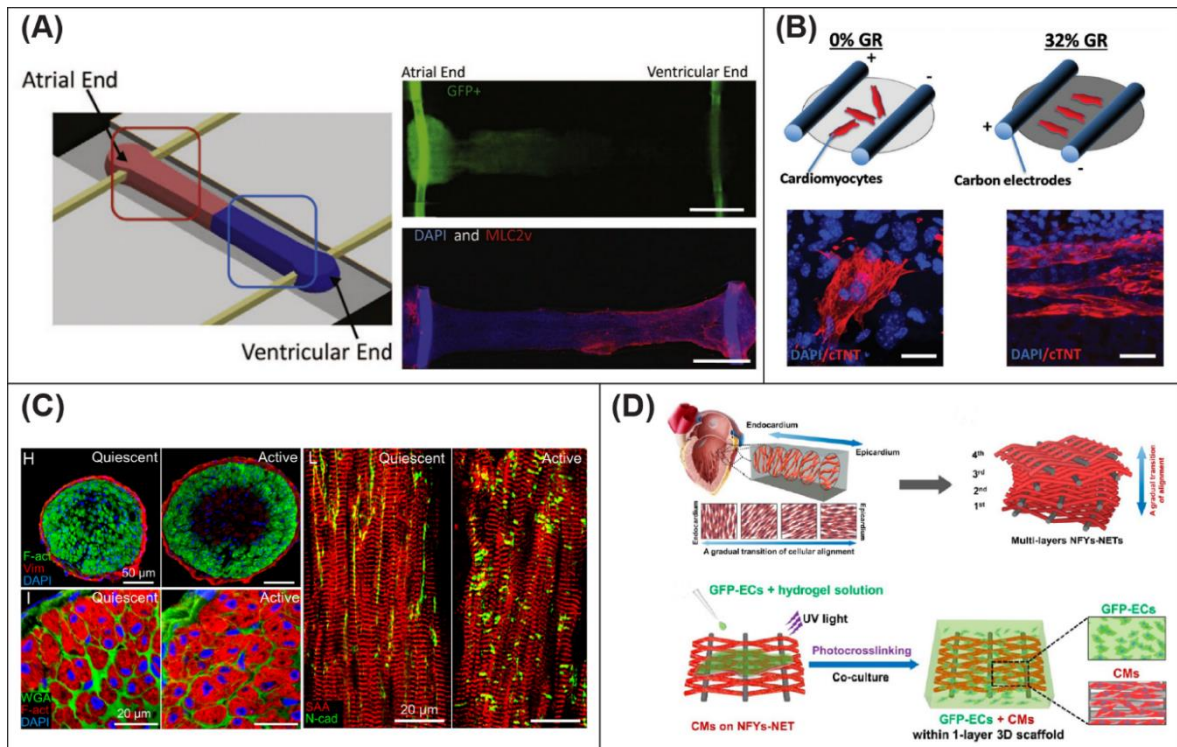 (A)
Atrial End
Ventricular End
Atrial End Ventricular End
GFP+
DAPI and MLC2v
(B)
0% GR 32% GR
+ -
+ -
Cardiomyocytes Carbon electrodes
DAPI/cTNT DAPI/cTNT
(C)
H Quiescent Active
F-act
Vim
DAPI 50 µm
I Quiescent Active
WGA
F-act
DAPI 20 µm
L Quiescent Active
SAA
N-cad 20 µm
(D)
Endocardium
Epicardium
Endocardium
Epicardium
A gradual transition of cellular alignment
4th
3rd
2nd
1st
A gradual transition
of alignment
Multi-layers NFYs-NETs
GFP-ECs + hydrogel solution
UV light
Photocrosslinking
Co-culture
CMs on NFYs-NET
GFP-ECs
CMs
GFP-ECs + CMs
within 1-layer 3D scaffold